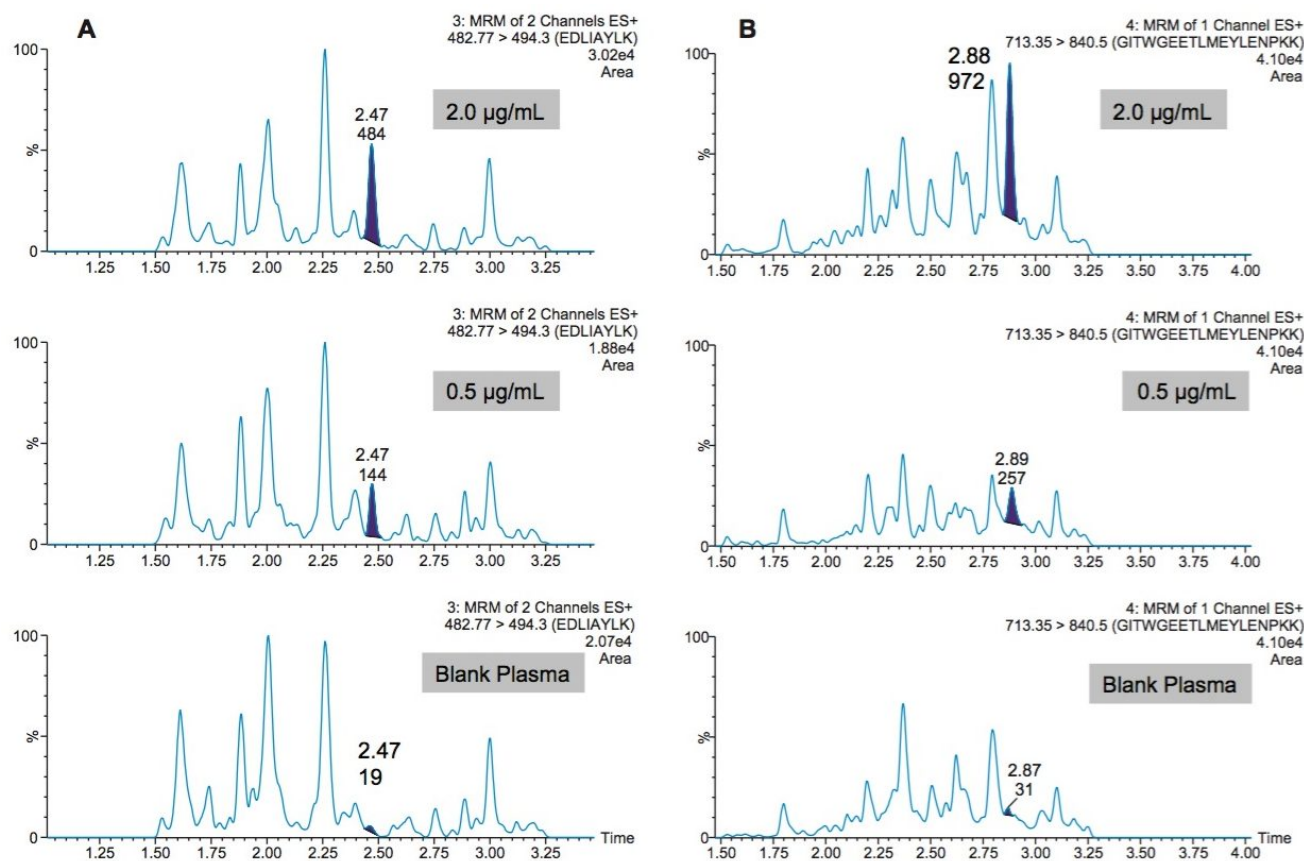 A
3: MRM of 2 Channels ES+
482.77 > 494.3 (EDLIAYLK)
3.02e4
Area
2.0 µg/mL
2.47
484
100
%
0
1.25 1.50 1.75 2.00 2.25 2.50 2.75 3.00 3.25
3: MRM of 2 Channels ES+
482.77 > 494.3 (EDLIAYLK)
1.88e4
Area
0.5 µg/mL
2.47
144
100
%
0
1.25 1.50 1.75 2.00 2.25 2.50 2.75 3.00 3.25
3: MRM of 2 Channels ES+
482.77 > 494.3 (EDLIAYLK)
2.07e4
Area
Blank Plasma
2.47
19
100
%
0
1.25 1.50 1.75 2.00 2.25 2.50 2.75 3.00 3.25
Time
B
4: MRM of 1 Channel ES+
713.35 > 840.5 (GITWGEETLMEYLENPKK)
4.10e4
Area
2.0 µg/mL
2.88
972
100
%
0
1.50 1.75 2.00 2.25 2.50 2.75 3.00 3.25 3.50 3.75 4.00
4: MRM of 1 Channel ES+
713.35 > 840.5 (GITWGEETLMEYLENPKK)
4.10e4
Area
0.5 µg/mL
2.89
257
100
%
0
1.50 1.75 2.00 2.25 2.50 2.75 3.00 3.25 3.50 3.75 4.00
4: MRM of 1 Channel ES+
713.35 > 840.5 (GITWGEETLMEYLENPKK)
4.10e4
Area
Blank Plasma
2.87
31
100
%
0
1.50 1.75 2.00 2.25 2.50 2.75 3.00 3.25 3.50 3.75 4.00
Time